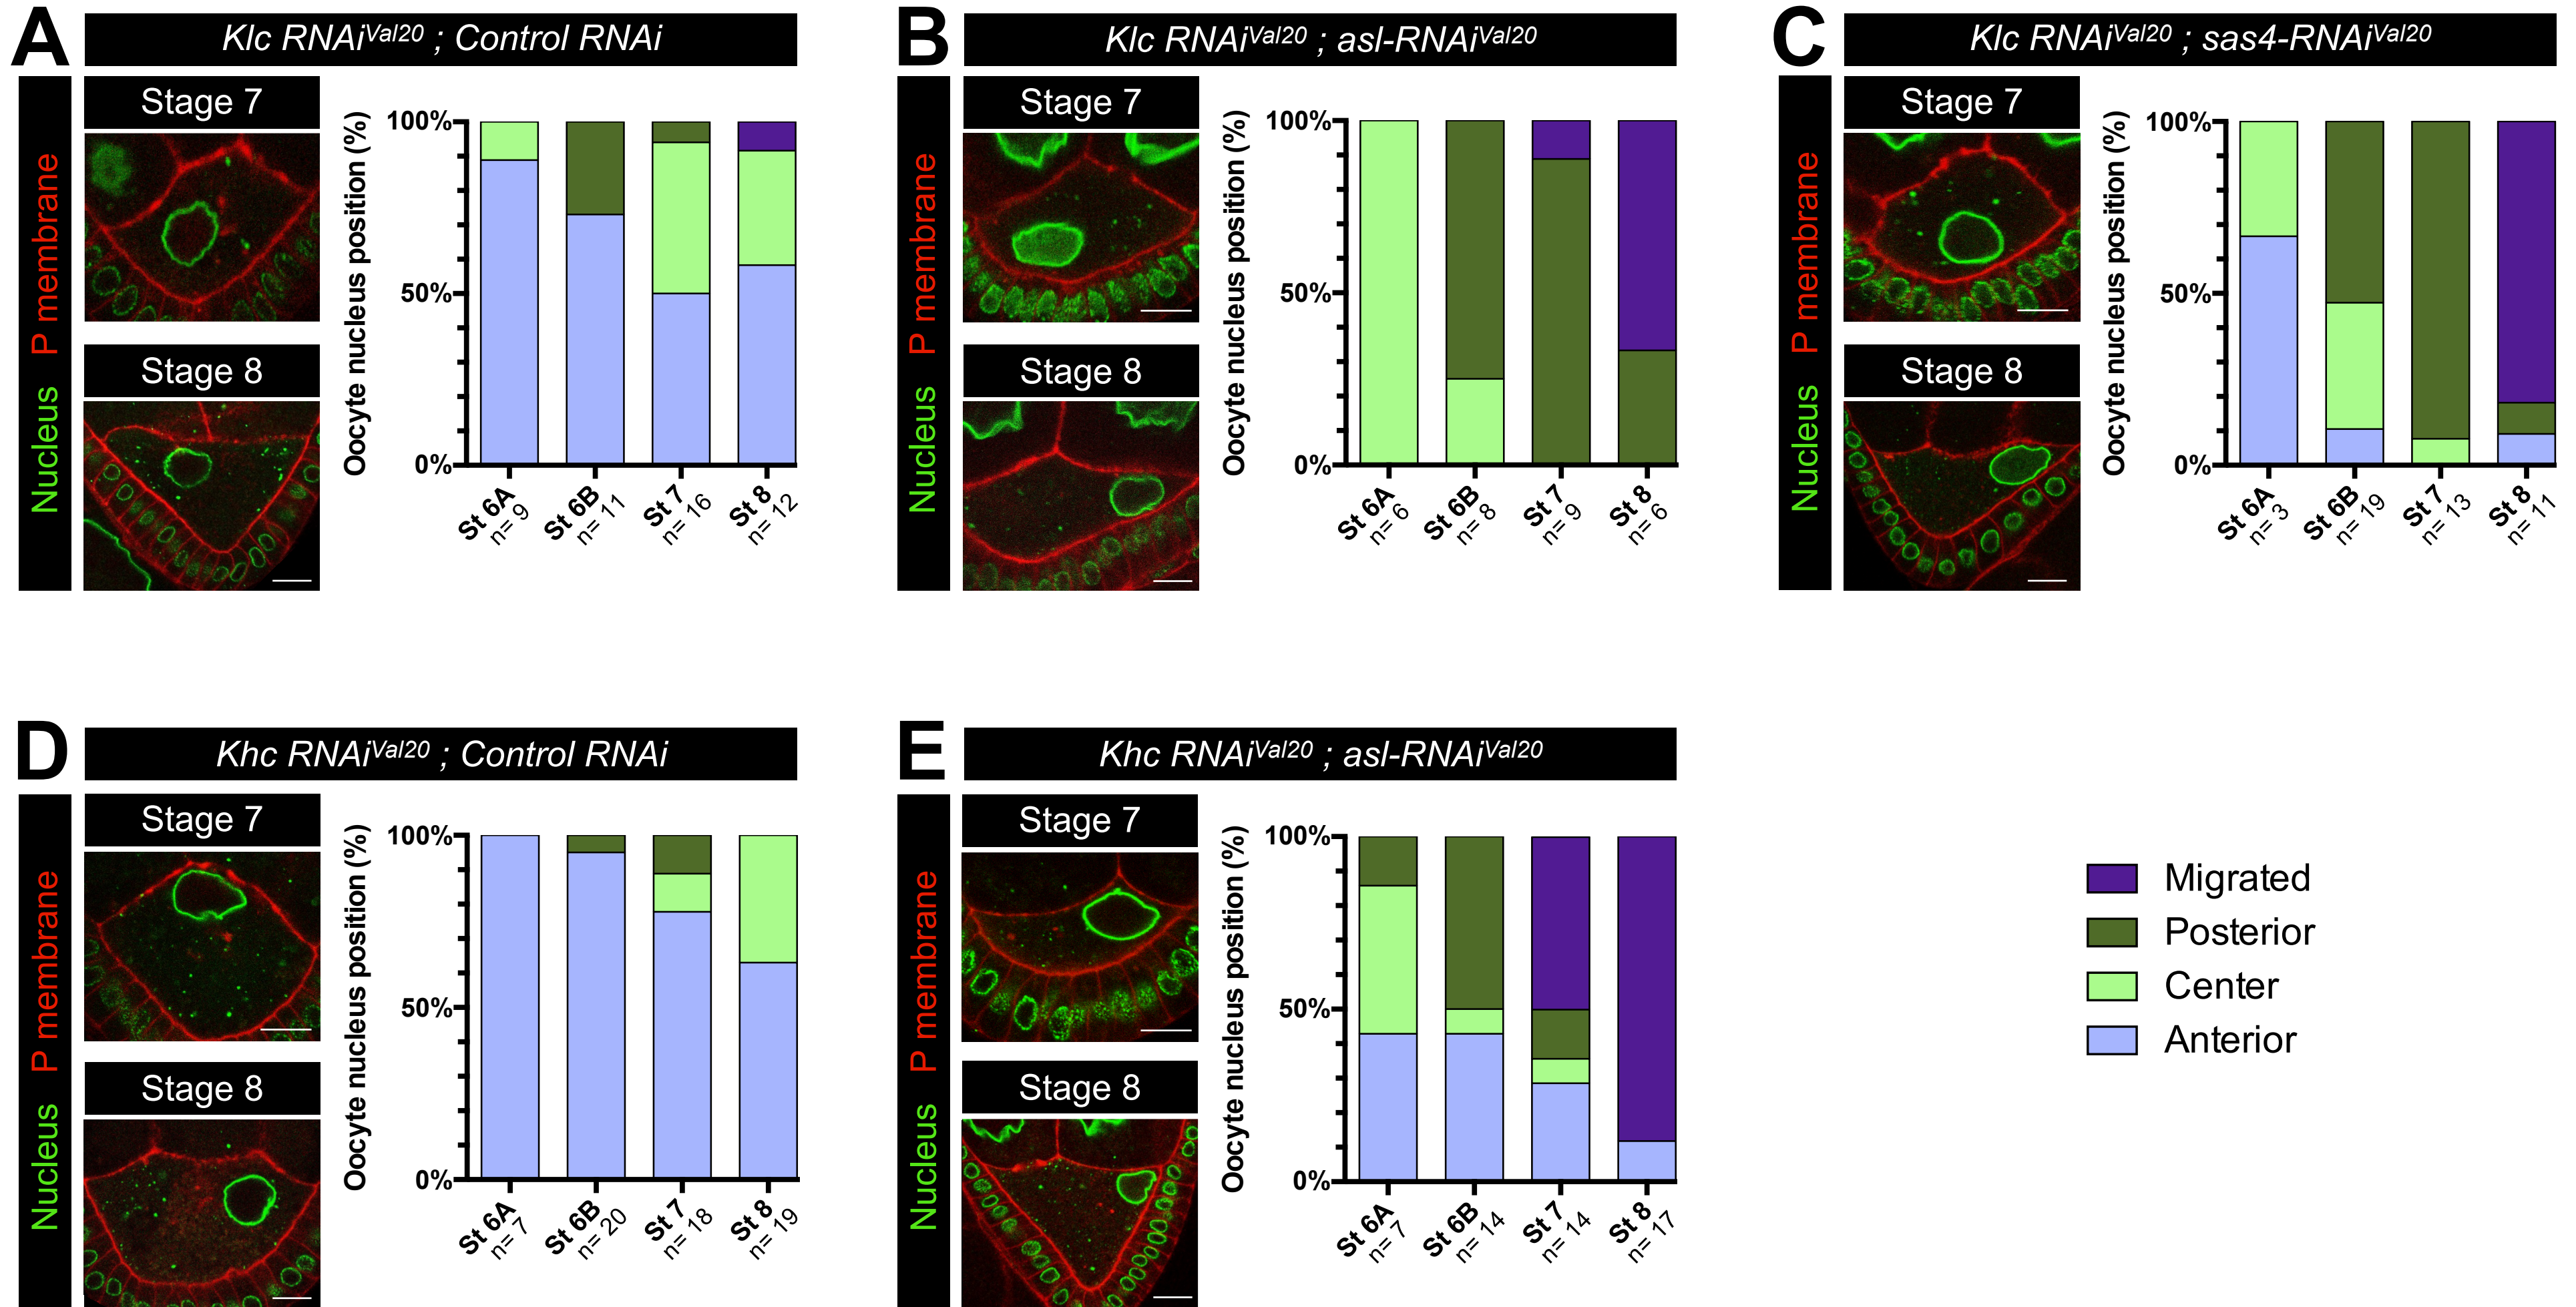 A
Klc RNAiVal20 ; Control RNAi
Nucleus P membrane
Stage 7
Stage 8
Oocyte nucleus position (%)
100%
50%
0%
St 6A
n= 9
St 6B
n= 11
St 7
n= 16
St 8
n= 12
B
Klc RNAiVal20 ; asl-RNAiVal20
Nucleus P membrane
Stage 7
Stage 8
Oocyte nucleus position (%)
100%
50%
0%
St 6A
n= 6
St 6B
n= 8
St 7
n= 9
St 8
n= 6
C
Klc RNAiVal20 ; sas4-RNAiVal20
Nucleus P membrane
Stage 7
Stage 8
Oocyte nucleus position (%)
100%
50%
0%
St 6A
n= 3
St 6B
n= 19
St 7
n= 13
St 8
n= 11
D
Khc RNAiVal20 ; Control RNAi
Nucleus P membrane
Stage 7
Stage 8
Oocyte nucleus position (%)
100%
50%
0%
St 6A
n= 7
St 6B
n= 20
St 7
n= 18
St 8
n= 19
E
Khc RNAiVal20 ; asl-RNAiVal20
Nucleus P membrane
Stage 7
Stage 8
Oocyte nucleus position (%)
100%
50%
0%
St 6A
n= 7
St 6B
n= 14
St 7
n= 14
St 8
n= 17
Migrated
Posterior
Center
Anterior